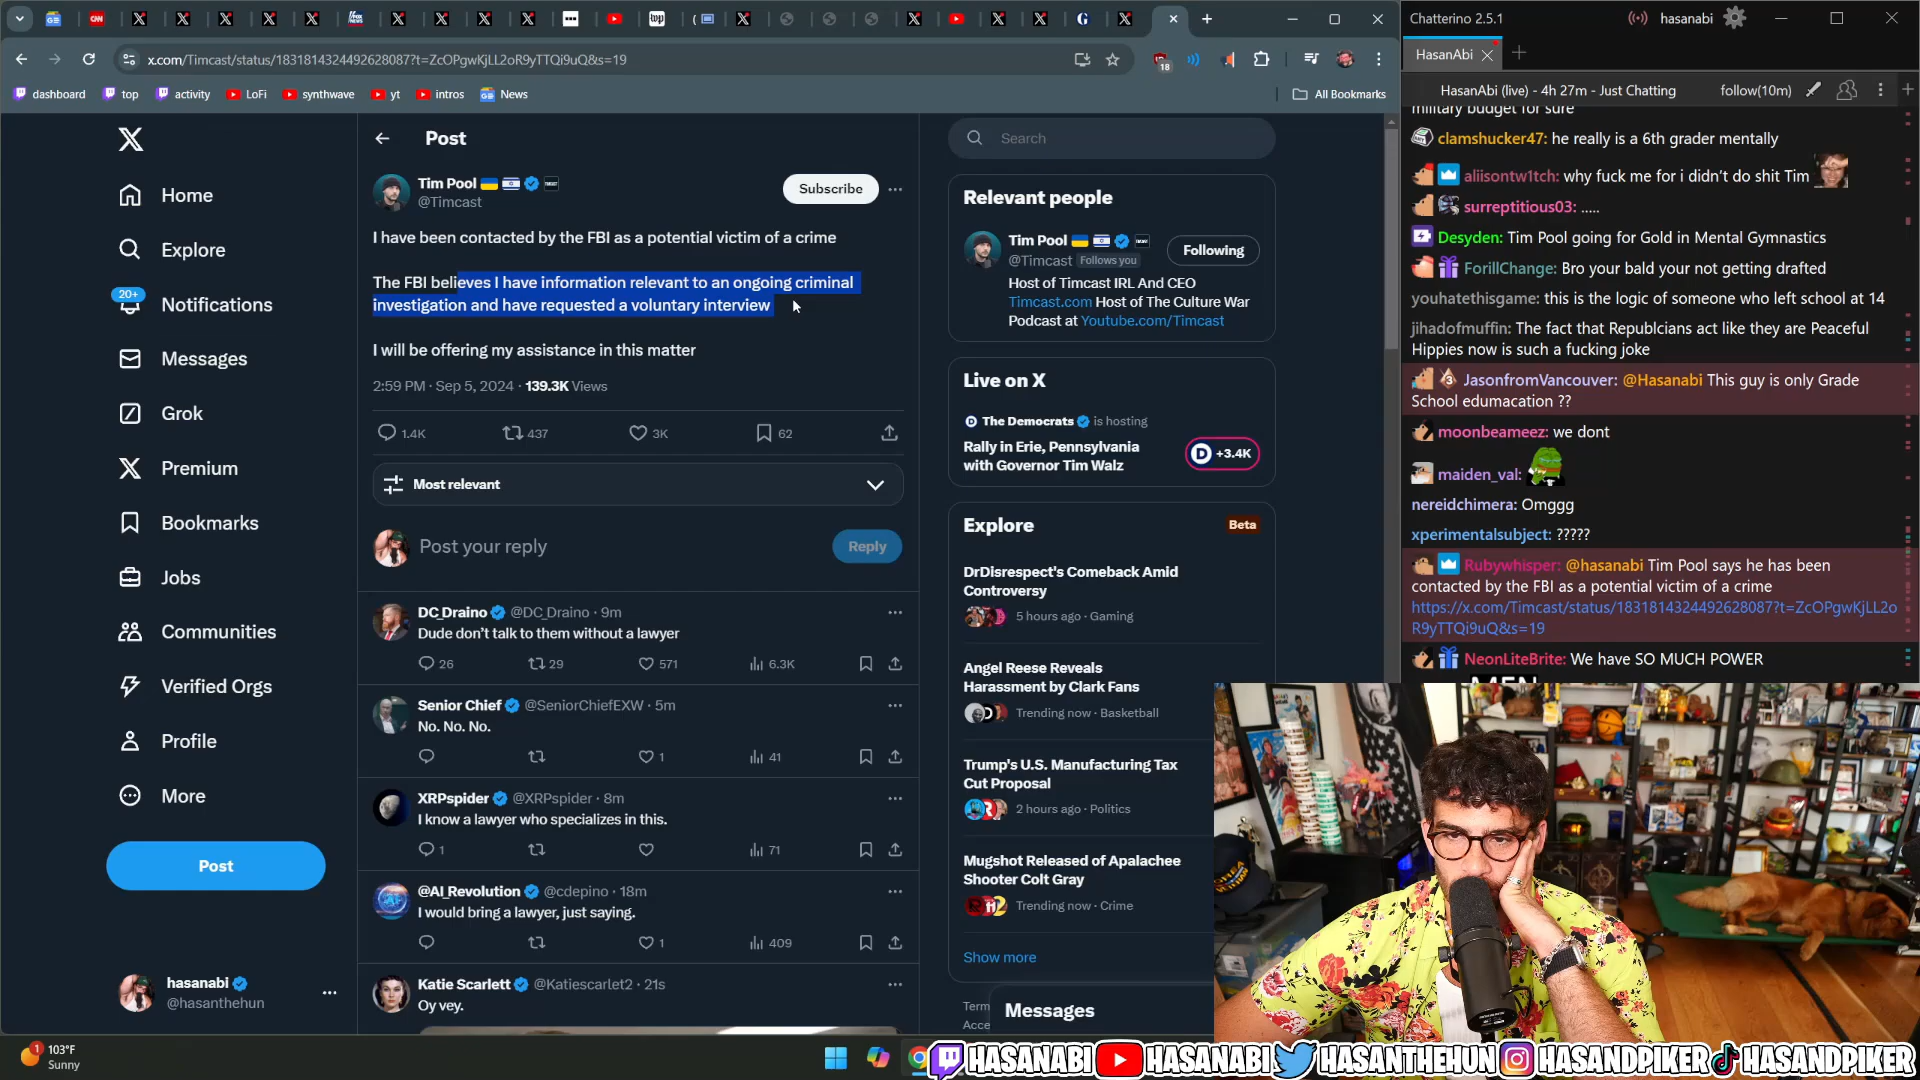 x.com/Timcast/status/1831814324492628087?t=ZcOPgwKjLL2oR9yTTQi9uQ&s=19
18
dashboard
top
activity
LoFi
synthwave
yt
intros
News
All Bookmarks
Home
Explore
20+
Notifications
Messages
Grok
Premium
Bookmarks
Jobs
Communities
Verified Orgs
Profile
More
Post
hasanabi
@hasanthehun
Post
Tim Pool
@Timcast
Subscribe
I have been contacted by the FBI as a potential victim of a crime
The FBI believes I have information relevant to an ongoing criminal
investigation and have requested a voluntary interview
I will be offering my assistance in this matter
2:59 PM · Sep 5, 2024 · 139.3K Views
1.4K
437
3K
62
Most relevant
Post your reply
Reply
DC_Draino @DC_Draino · 9m
Dude don't talk to them without a lawyer
26
29
571
6.3K
Senior Chief @SeniorChiefEXW · 5m
No. No. No.
1
41
XRPspider @XRPspider · 8m
I know a lawyer who specializes in this.
1
71
@AI_Revolution @cdepino · 18m
I would bring a lawyer, just saying.
1
409
Katie Scarlett @Katiescarlet2 · 21s
Oy vey.
Search
Relevant people
Tim Pool
@Timcast Follows you
Following
Host of Timcast IRL And CEO
Timcast.com Host of The Culture War
Podcast at Youtube.com/Timcast
Live on X
The Democrats is hosting
Rally in Erie, Pennsylvania
with Governor Tim Walz
D +3.4K
Explore
Beta
DrDisrespect's Comeback Amid
Controversy
5 hours ago · Gaming
Angel Reese Reveals
Harassment by Clark Fans
Trending now · Basketball
Trump's U.S. Manufacturing Tax
Cut Proposal
2 hours ago · Politics
Mugshot Released of Apalachee
Shooter Colt Gray
Trending now · Crime
Show more
Term
Acce
Messages
Chatterino 2.5.1
hasanabi
HasanAbi
HasanAbi (live) - 4h 27m - Just Chatting
follow(10m)
military budget for sure
clamshucker47: he really is a 6th grader mentally
aliisontw1tch: why fuck me for i didn't do shit Tim
surreptitious03: .....
Desyden: Tim Pool going for Gold in Mental Gymnastics
ForillChange: Bro your bald your not getting drafted
youhatethisgame: this is the logic of someone who left school at 14
jihadofmuffin: The fact that Republcians act like they are Peaceful
Hippies now is such a fucking joke
JasonfromVancouver: @Hasanabi This guy is only Grade
School edumacation ??
moonbeameez: we dont
maiden_val:
nereidchimera: Omggg
xperimentalsubject: ?????
Rubywhisper: @hasanabi Tim Pool says he has been
contacted by the FBI as a potential victim of a crime
https://x.com/Timcast/status/1831814324492628087?t=ZcOPgwKjLL2o
R9yTTQi9uQ&s=19
NeonLiteBrite: We have SO MUCH POWER
1
103°F
Sunny
HASANABI HASANABI HASANTHEHUN HASANDPIKER HASANDPIKER